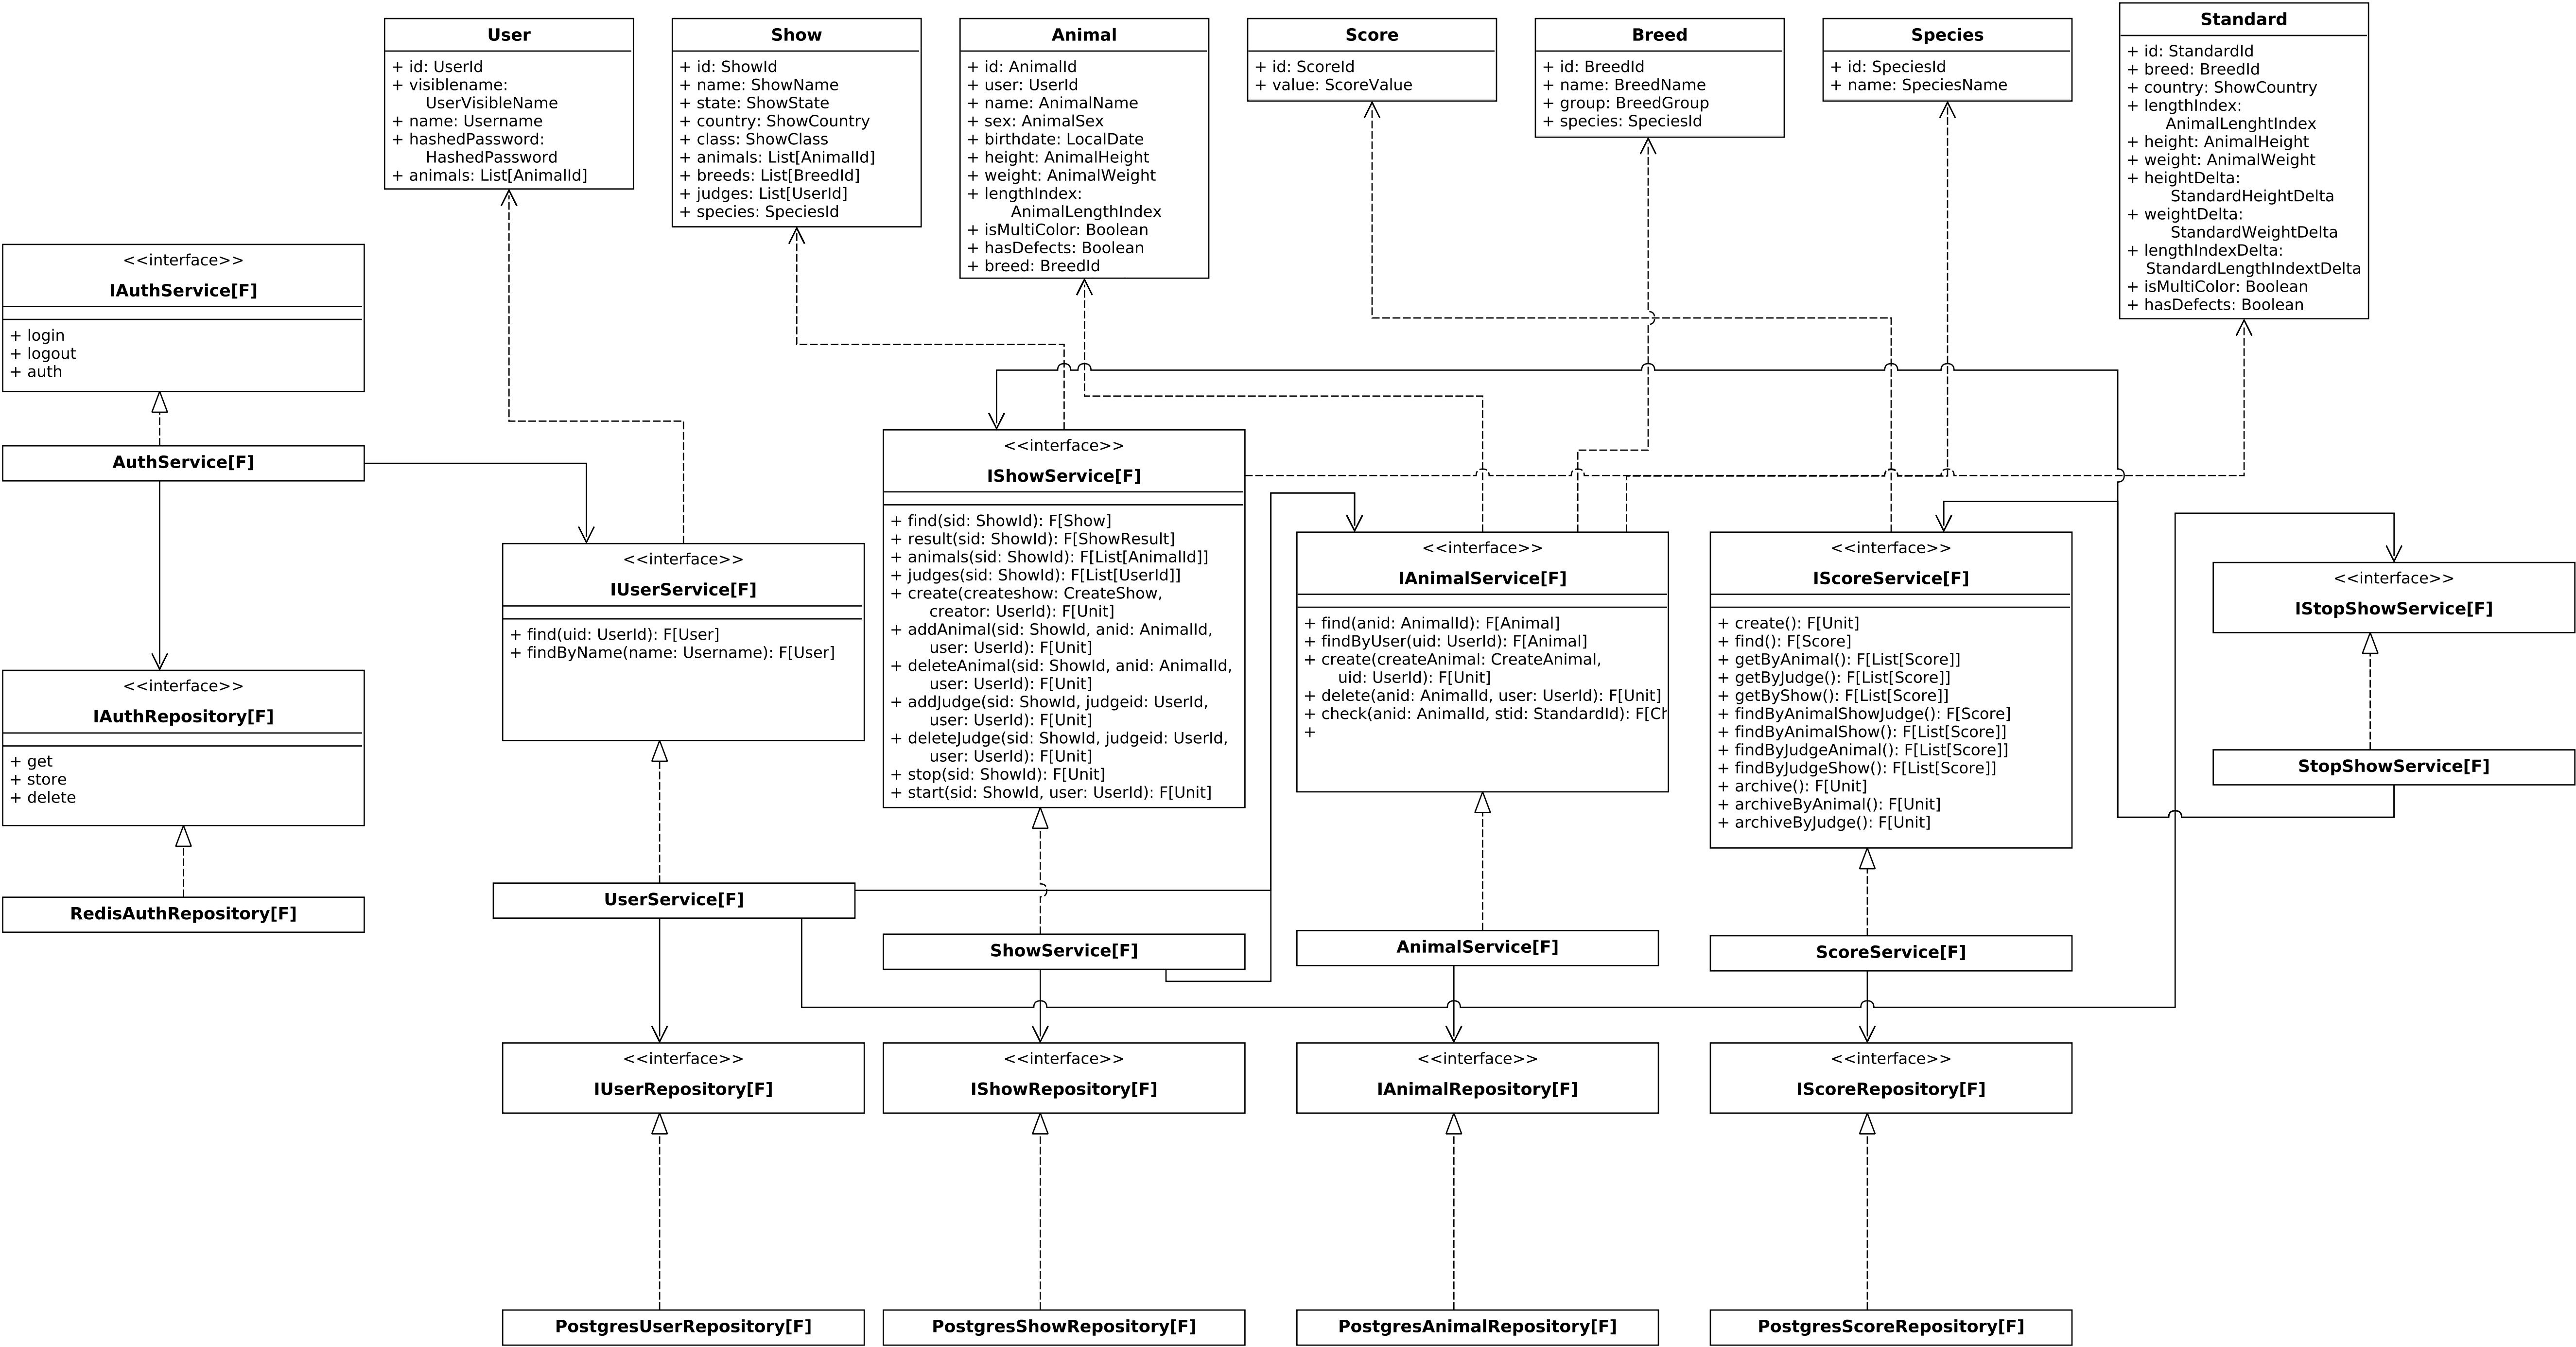 User
+ id: UserId
+ visiblename:
UserVisibleName
+ name: Username
+ hashedPassword:
HashedPassword
+ animals: List[AnimalId]
Show
+ id: ShowId
+ name: ShowName
+ state: ShowState
+ country: ShowCountry
+ class: ShowClass
+ animals: List[AnimalId]
+ breeds: List[BreedId]
+ judges: List[UserId]
+ species: SpeciesId
Animal
+ id: AnimalId
+ user: UserId
+ name: AnimalName
+ sex: AnimalSex
+ birthdate: LocalDate
+ height: AnimalHeight
+ weight: AnimalWeight
+ lengthIndex:
AnimalLengthIndex
+ isMultiColor: Boolean
+ hasDefects: Boolean
+ breed: BreedId
Score
+ id: ScoreId
+ value: ScoreValue
Breed
+ id: BreedId
+ name: BreedName
+ group: BreedGroup
+ species: SpeciesId
Species
+ id: SpeciesId
+ name: SpeciesName
Standard
+ id: StandardId
+ breed: BreedId
+ country: ShowCountry
+ lengthIndex:
AnimalLenghtIndex
+ height: AnimalHeight
+ weight: AnimalWeight
+ heightDelta:
StandardHeightDelta
+ weightDelta:
StandardWeightDelta
+ lengthIndexDelta:
StandardLengthIndextDelta
+ isMultiColor: Boolean
+ hasDefects: Boolean
<<interface>>
IAuthService[F]
+ login
+ logout
+ auth
AuthService[F]
<<interface>>
IAuthRepository[F]
+ get
+ store
+ delete
RedisAuthRepository[F]
<<interface>>
IUserService[F]
+ find(uid: UserId): F[User]
+ findByName(name: Username): F[User]
<<interface>>
IShowService[F]
+ find(sid: ShowId): F[Show]
+ result(sid: ShowId): F[ShowResult]
+ animals(sid: ShowId): F[List[AnimalId]]
+ judges(sid: ShowId): F[List[UserId]]
+ create(createshow: CreateShow,
creator: UserId): F[Unit]
+ addAnimal(sid: ShowId, anid: AnimalId,
user: UserId): F[Unit]
+ deleteAnimal(sid: ShowId, anid: AnimalId,
user: UserId): F[Unit]
+ addJudge(sid: ShowId, judgeid: UserId,
user: UserId): F[Unit]
+ deleteJudge(sid: ShowId, judgeid: UserId,
user: UserId): F[Unit]
+ stop(sid: ShowId): F[Unit]
+ start(sid: ShowId, user: UserId): F[Unit]
<<interface>>
IAnimalService[F]
+ find(anid: AnimalId): F[Animal]
+ findByUser(uid: UserId): F[Animal]
+ create(createAnimal: CreateAnimal,
uid: UserId): F[Unit]
+ delete(anid: AnimalId, user: UserId): F[Unit]
+ check(anid: AnimalId, stid: StandardId): F[Ch
+
<<interface>>
IScoreService[F]
+ create(): F[Unit]
+ find(): F[Score]
+ getByAnimal(): F[List[Score]]
+ getByJudge(): F[List[Score]]
+ getByShow(): F[List[Score]]
+ findByAnimalShowJudge(): F[Score]
+ findByAnimalShow(): F[List[Score]]
+ findByJudgeAnimal(): F[List[Score]]
+ findByJudgeShow(): F[List[Score]]
+ archive(): F[Unit]
+ archiveByAnimal(): F[Unit]
+ archiveByJudge(): F[Unit]
<<interface>>
IStopShowService[F]
StopShowService[F]
UserService[F]
ShowService[F]
AnimalService[F]
ScoreService[F]
<<interface>>
IUserRepository[F]
<<interface>>
IShowRepository[F]
<<interface>>
IAnimalRepository[F]
<<interface>>
IScoreRepository[F]
PostgresUserRepository[F]
PostgresShowRepository[F]
PostgresAnimalRepository[F]
PostgresScoreRepository[F]